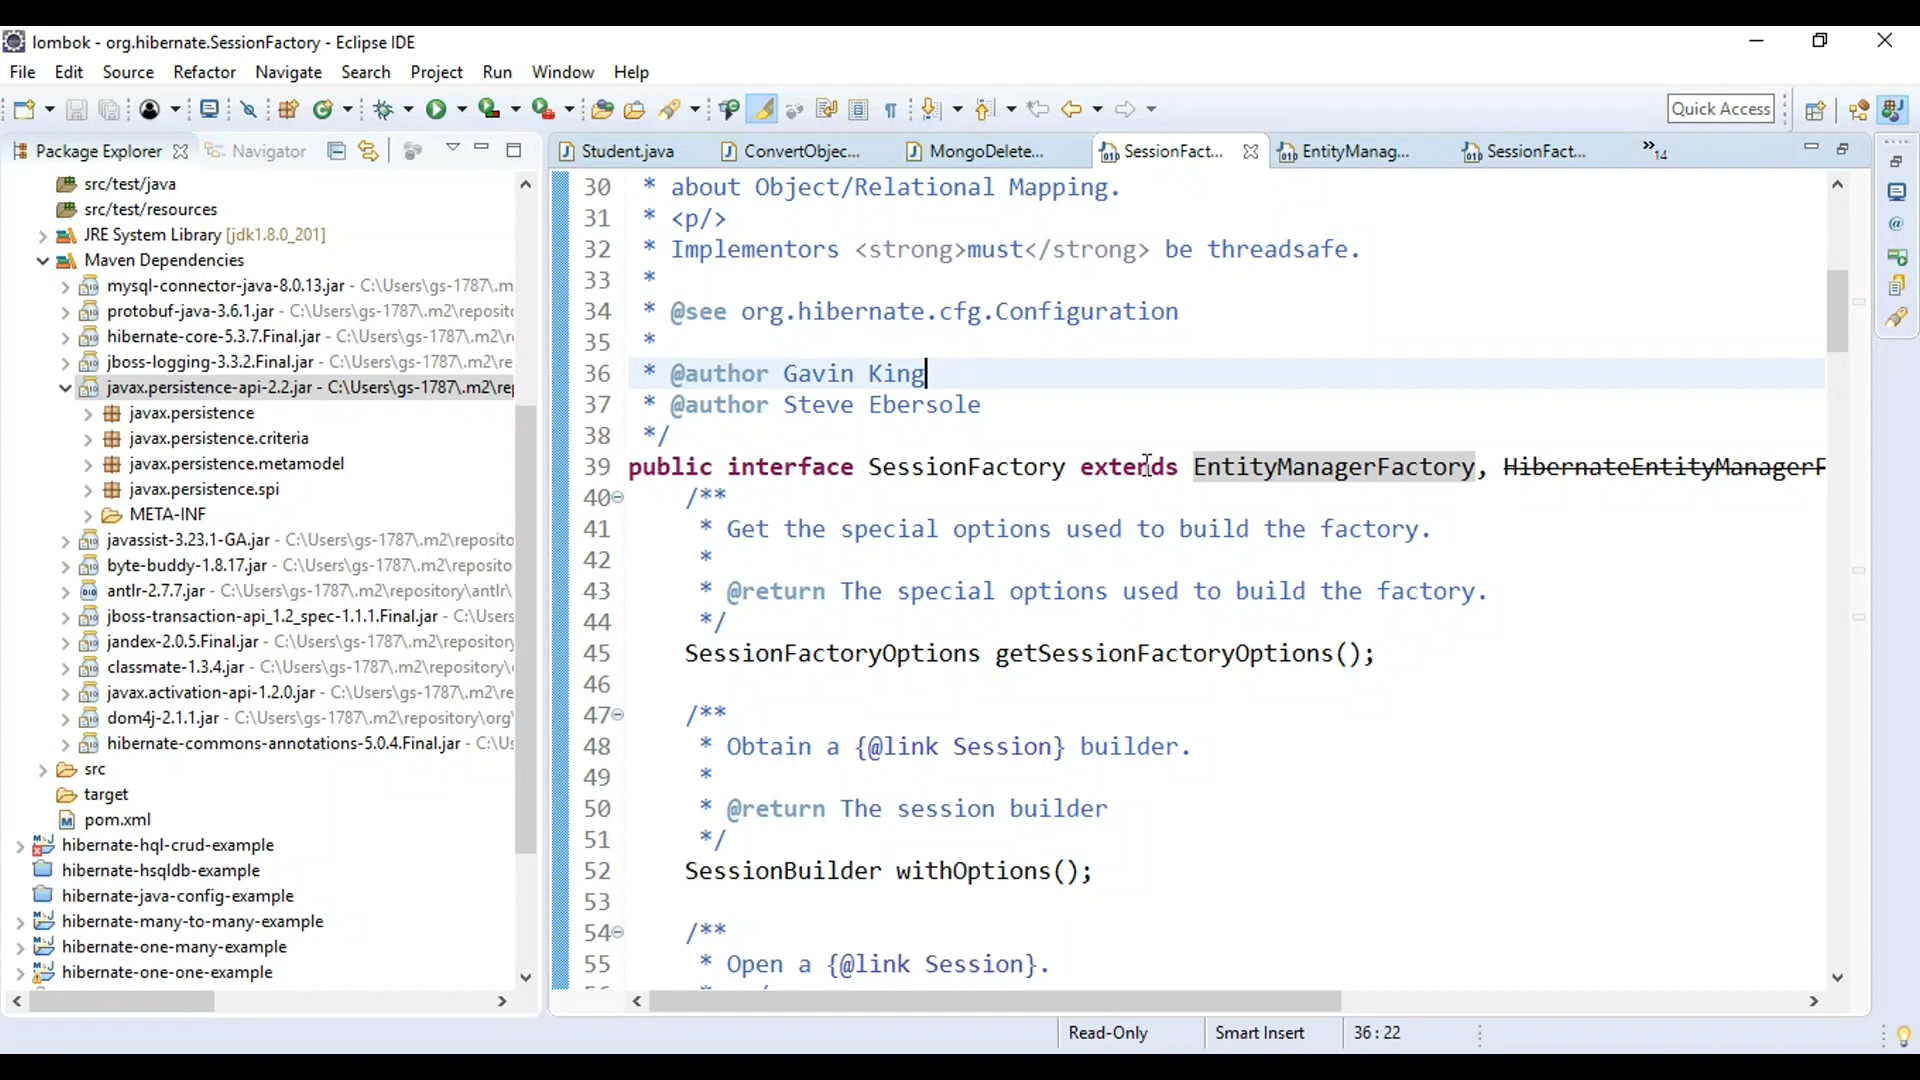 lombok - org.hibernate.SessionFactory - Eclipse IDE
File Edit Source Refactor Navigate Search Project Run Window Help
Quick Access
Package Explorer Navigator
src/test/java
src/test/resources
JRE System Library [jdk1.8.0_201]
Maven Dependencies
mysql-connector-java-8.0.13.jar - C:\Users\gs-1787\.m
protobuf-java-3.6.1.jar - C:\Users\gs-1787\.m2\reposito
hibernate-core-5.3.7.Final.jar - C:\Users\gs-1787\.m2\re
jboss-logging-3.3.2.Final.jar - C:\Users\gs-1787\.m2\re
javax.persistence-api-2.2.jar - C:\Users\gs-1787\.m2\rep
javax.persistence
javax.persistence.criteria
javax.persistence.metamodel
javax.persistence.spi
META-INF
javassist-3.23.1-GA.jar - C:\Users\gs-1787\.m2\reposito
byte-buddy-1.8.17.jar - C:\Users\gs-1787\.m2\reposito
antlr-2.7.7.jar - C:\Users\gs-1787\.m2\repository\antlr\
jboss-transaction-api_1.2_spec-1.1.1.Final.jar - C:\Users
jandex-2.0.5.Final.jar - C:\Users\gs-1787\.m2\repository
classmate-1.3.4.jar - C:\Users\gs-1787\.m2\repository\
javax.activation-api-1.2.0.jar - C:\Users\gs-1787\.m2\re
dom4j-2.1.1.jar - C:\Users\gs-1787\.m2\repository\org\
hibernate-commons-annotations-5.0.4.Final.jar - C:\Us
src
target
pom.xml
hibernate-hql-crud-example
hibernate-hsqldb-example
hibernate-java-config-example
hibernate-many-to-many-example
hibernate-one-many-example
hibernate-one-one-example
Student.java ConvertObjec... MongoDelete... SessionFact... EntityManag... SessionFact... »14
30 * about Object/Relational Mapping.
31 * <p/>
32 * Implementors <strong>must</strong> be threadsafe.
33 *
34 * @see org.hibernate.cfg.Configuration
35 *
36 * @author Gavin King
37 * @author Steve Ebersole
38 */
39 public interface SessionFactory extends EntityManagerFactory, HibernateEntityManagerF
40 /**
41 * Get the special options used to build the factory.
42 *
43 * @return The special options used to build the factory.
44 */
45 SessionFactoryOptions getSessionFactoryOptions();
46
47 /**
48 * Obtain a {@link Session} builder.
49 *
50 * @return The session builder
51 */
52 SessionBuilder withOptions();
53
54 /**
55 * Open a {@link Session}.
Read-Only Smart Insert 36 : 22